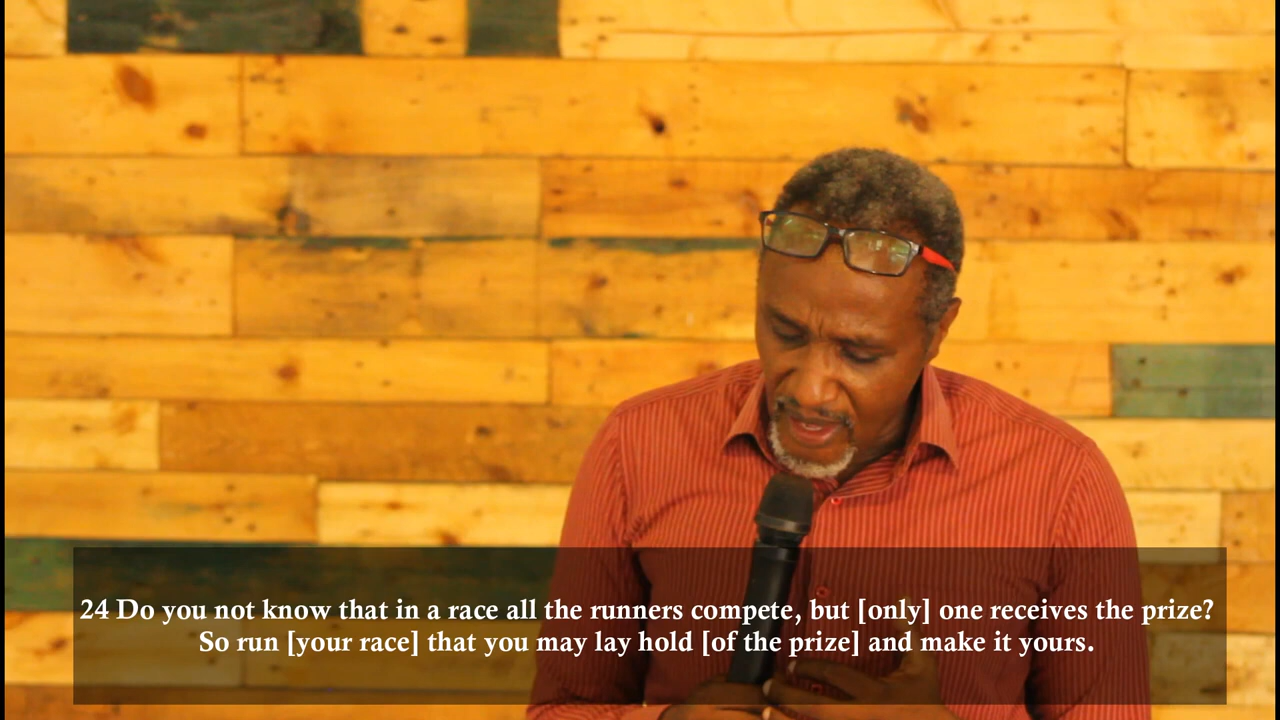 24 Do you not know that in a race all the runners compete, but [only] one receives the prize?
So run [your race] that you may lay hold [of the prize] and make it yours.